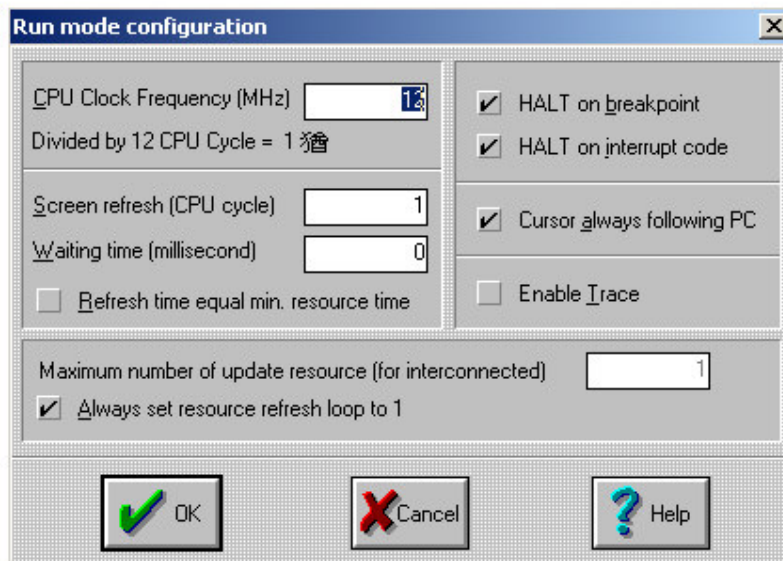 Run mode configuration
CPU Clock Frequency (MHz) 12
Divided by 12 CPU Cycle = 1 猶
Screen refresh (CPU cycle) 1
Waiting time (millisecond) 0
Refresh time equal min. resource time
HALT on breakpoint
HALT on interrupt code
Cursor always following PC
Enable Trace
Maximum number of update resource (for interconnected) 1
Always set resource refresh loop to 1
OK
Cancel
Help